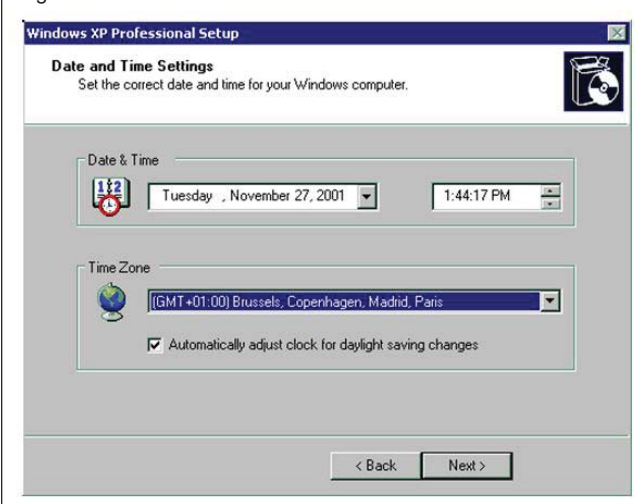 Windows XP Professional Setup
Date and Time Settings
Set the correct date and time for your Windows computer.
Date & Time
Tuesday , November 27, 2001
1:44:17 PM
Time Zone
(GMT+01:00) Brussels, Copenhagen, Madrid, Paris
Automatically adjust clock for daylight saving changes
< Back
Next >